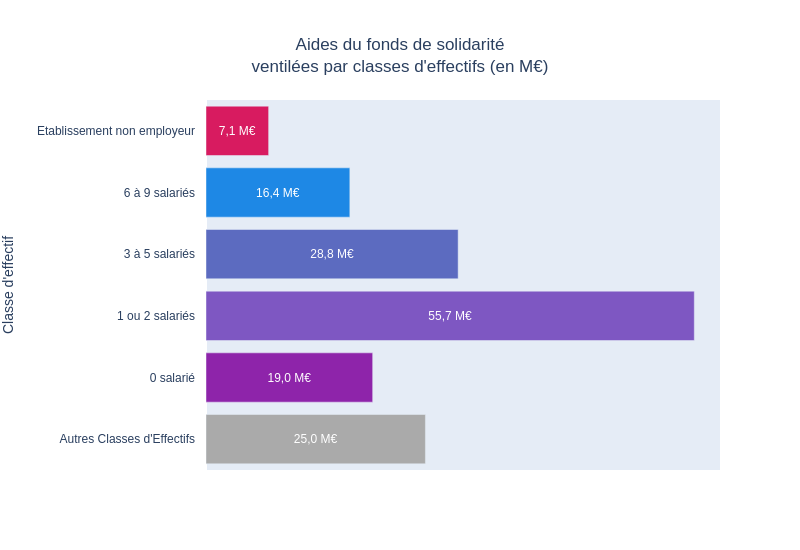 Aides du fonds de solidarité
ventilées par classes d'effectifs (en M€)
Classe d'effectif
Etablissement non employeur
7,1 M€
6 à 9 salariés
16,4 M€
3 à 5 salariés
28,8 M€
1 ou 2 salariés
55,7 M€
0 salarié
19,0 M€
Autres Classes d'Effectifs
25,0 M€